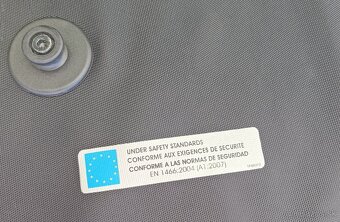 UNDER SAFETY STANDARDS
CONFORME AUX EXIGENCES DE SECURITE
CONFORME A LAS NORMAS DE SEGURIDAD
EN 1466:2004 (A1:2007)